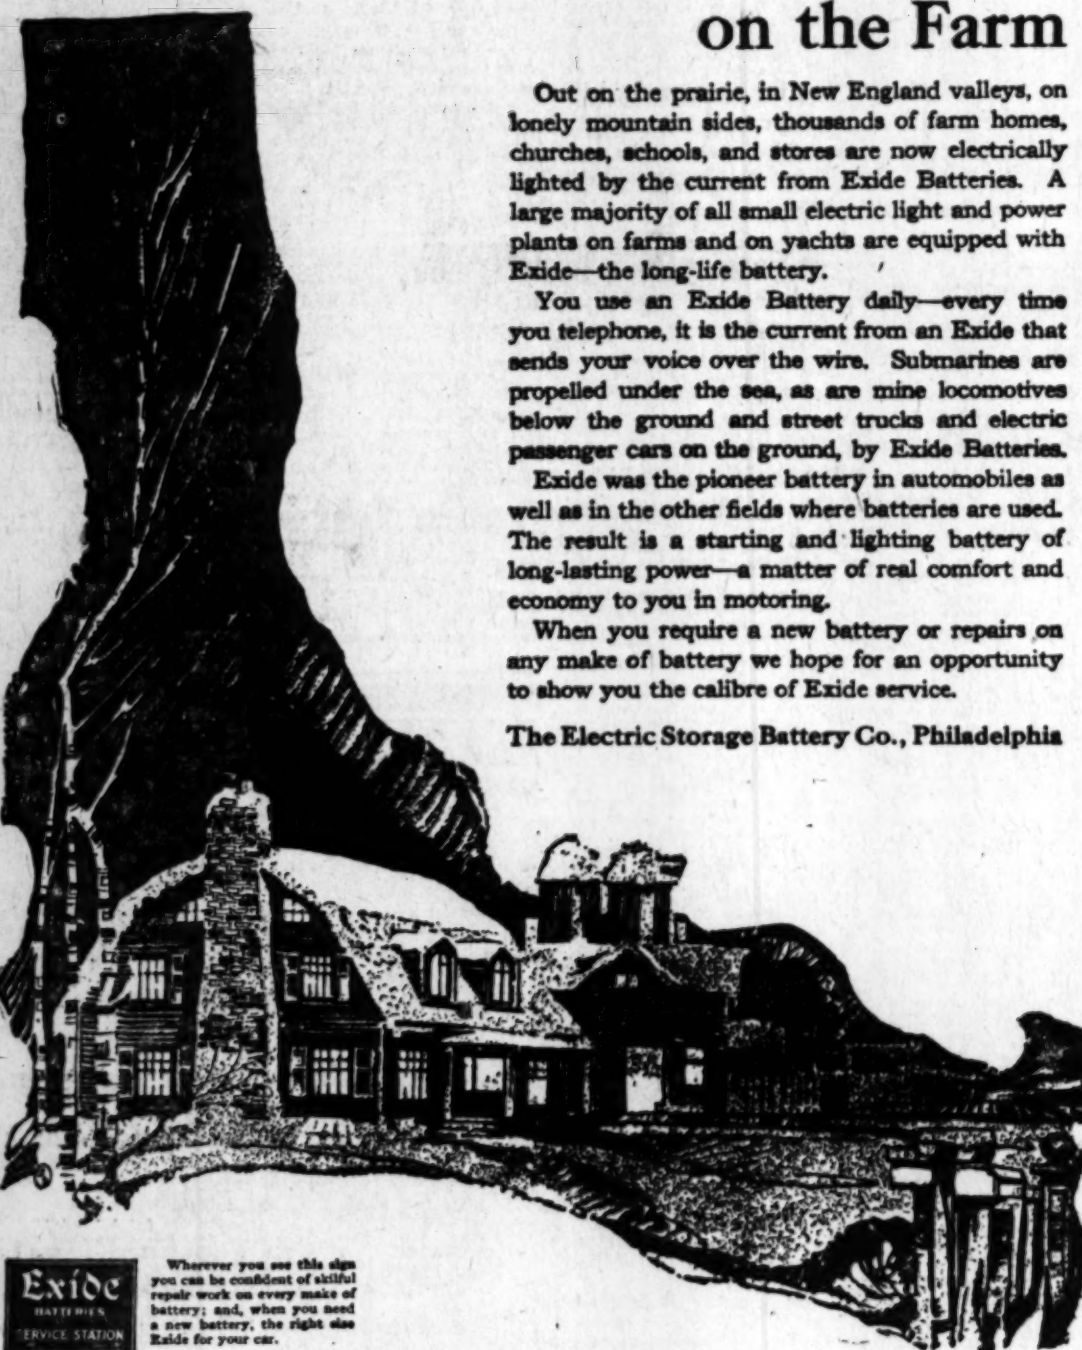 on the Farm
Out on the prairie, in New England valleys, on
lonely mountain sides, thousands of farm homes,
churches, schools, and stores are now electrically
lighted by the current from Exide Batteries. A
large majority of all small electric light and power
plants on farms and on yachts are equipped with
Exide—the long-life battery.
You use an Exide Battery daily—every time
you telephone, it is the current from an Exide that
sends your voice over the wire. Submarines are
propelled under the sea, as are mine locomotives
below the ground and street trucks and electric
passenger cars on the ground, by Exide Batteries.
Exide was the pioneer battery in automobiles as
well as in the other fields where batteries are used.
The result is a starting and lighting battery of
long-lasting power—a matter of real comfort and
economy to you in motoring.
When you require a new battery or repairs on
any make of battery we hope for an opportunity
to show you the calibre of Exide service.
The Electric Storage Battery Co., Philadelphia
Exide
BATTERIES
SERVICE STATION
Wherever you see this sign
you can be confident of skilful
repair work on every make of
battery; and, when you need
a new battery, the right size
Exide for your car.